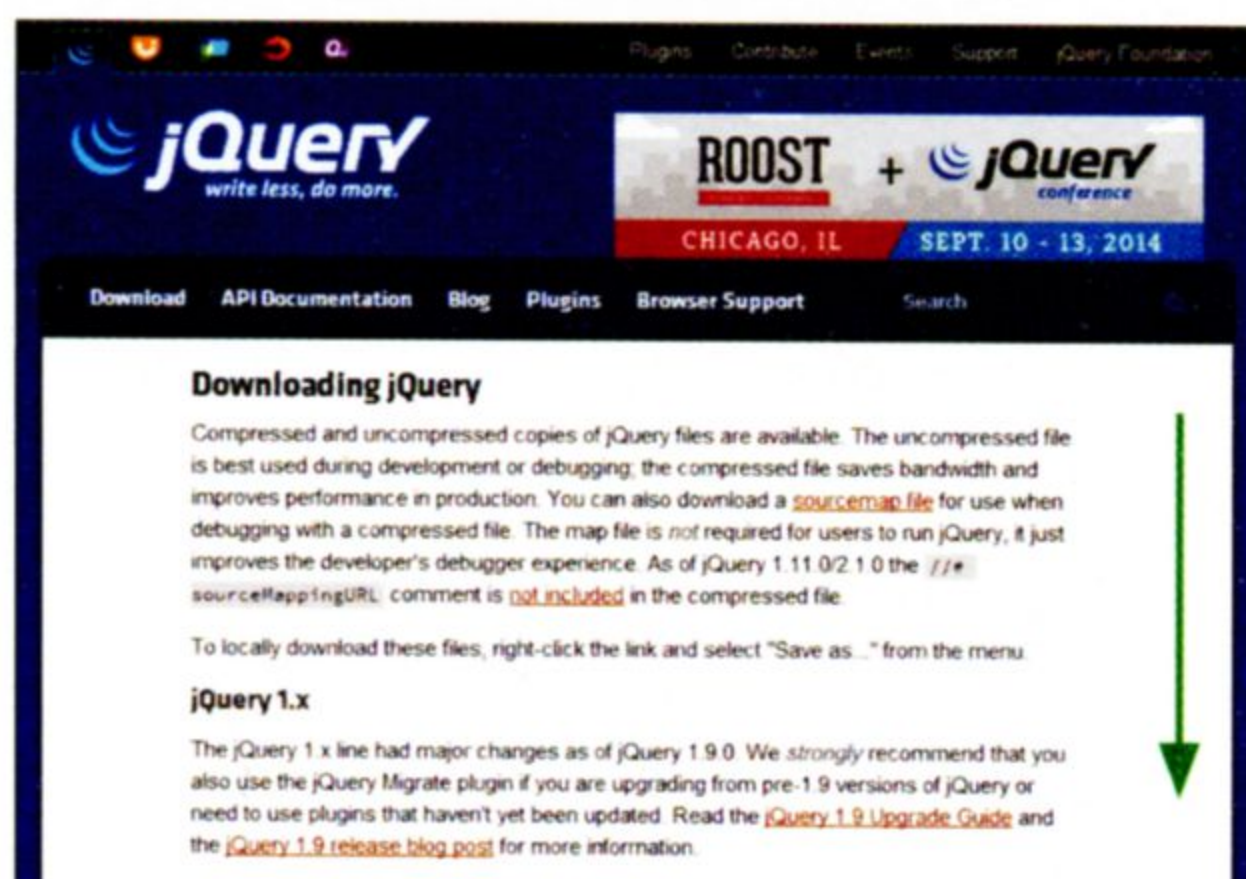 Plugins Contribute Events Support jQuery Foundation
jQuery
write less, do more.
ROOST + jQuery
conference
CHICAGO, IL SEPT. 10 - 13, 2014
Download API Documentation Blog Plugins Browser Support Search
Downloading jQuery
Compressed and uncompressed copies of jQuery files are available. The uncompressed file
is best used during development or debugging; the compressed file saves bandwidth and
improves performance in production. You can also download a sourcemap file for use when
debugging with a compressed file. The map file is not required for users to run jQuery, it just
improves the developer's debugger experience. As of jQuery 1.11.0/2.1.0 the //#
sourceMappingURL comment is not included in the compressed file.
To locally download these files, right-click the link and select "Save as..." from the menu.
jQuery 1.x
The jQuery 1.x line had major changes as of jQuery 1.9.0. We strongly recommend that you
also use the jQuery Migrate plugin if you are upgrading from pre-1.9 versions of jQuery or
need to use plugins that haven't yet been updated. Read the jQuery 1.9 Upgrade Guide and
the jQuery 1.9 release blog post for more information.